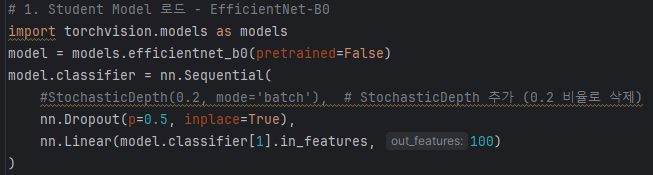 # 1. Student Model 로드 - EfficientNet-B0
import torchvision.models as models
model = models.efficientnet_b0(pretrained=False)
model.classifier = nn.Sequential(
    #StochasticDepth(0.2, mode='batch'),  # StochasticDepth 추가 (0.2 비율로 삭제)
    nn.Dropout(p=0.5, inplace=True),
    nn.Linear(model.classifier[1].in_features, out_features: 100)
)